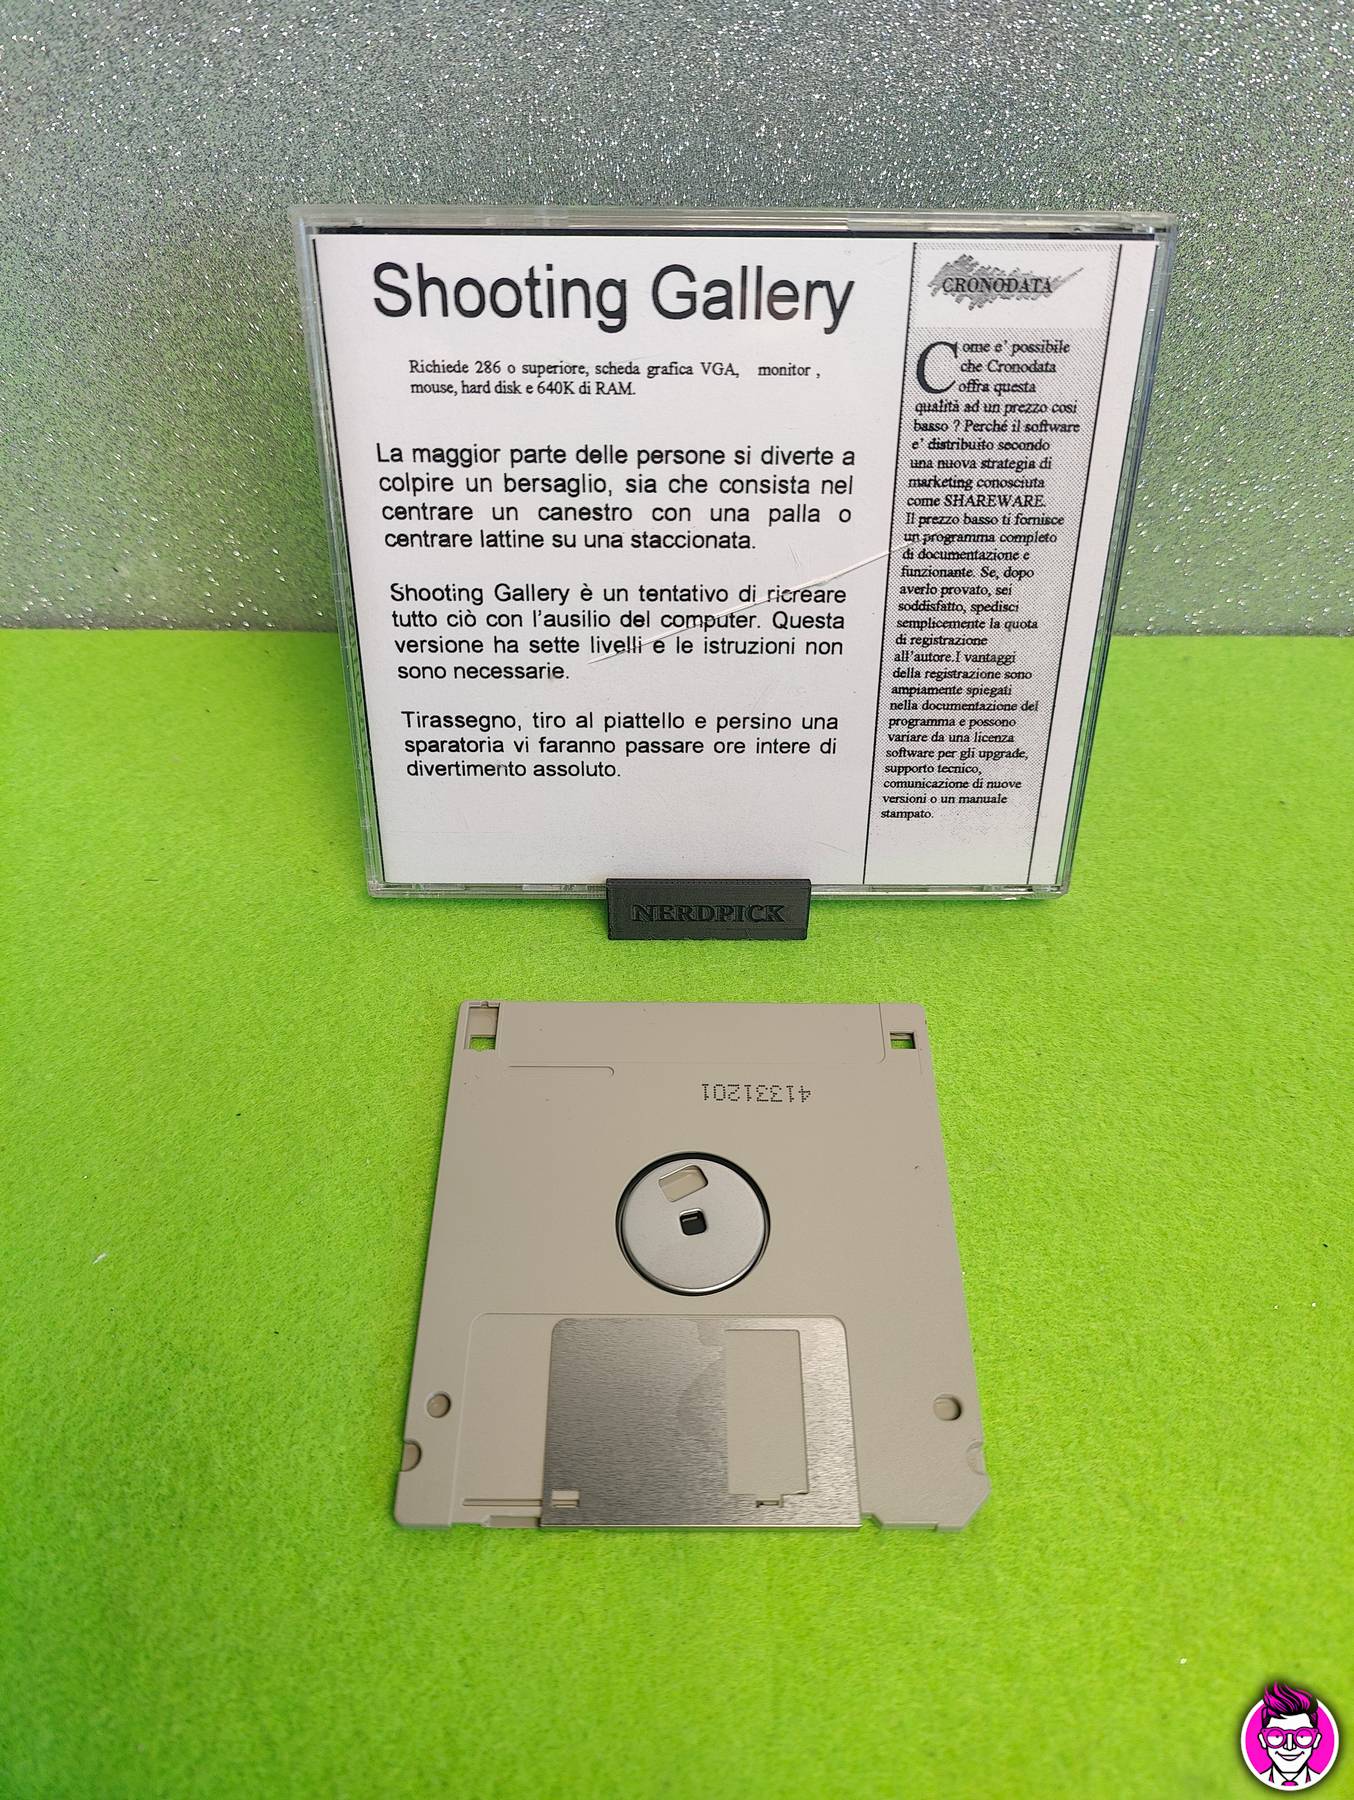 Shooting Gallery
Richiede 286 o superiore, scheda grafica VGA, monitor ,
mouse, hard disk e 640K di RAM.
La maggior parte delle persone si diverte a
colpire un bersaglio, sia che consista nel
centrare un canestro con una palla o
centrare lattine su una staccionata.
Shooting Gallery è un tentativo di ricreare
tutto ciò con l'ausilio del computer. Questa
versione ha sette livelli e le istruzioni non
sono necessarie.
Tirassegno, tiro al piattello e persino una
sparatoria vi faranno passare ore intere di
divertimento assoluto.
CRONODATA
Come e' possibile
che Cronodata
offra questa
qualità ad un prezzo cosi
basso ? Perché il software
e' distribuito secondo
una nuova strategia di
marketing conosciuta
come SHAREWARE.
Il prezzo basso ti fornisce
un programma completo
di documentazione e
funzionante. Se, dopo
averlo provato, sei
soddisfatto, spedisci
semplicemente la quota
di registrazione
all'autore.I vantaggi
della registrazione sono
ampiamente spiegati
nella documentazione del
programma e possono
variare da una licenza
software per gli upgrade,
supporto tecnico,
comunicazione di nuove
versioni o un manuale
stampato.
NERDPICK
41331201